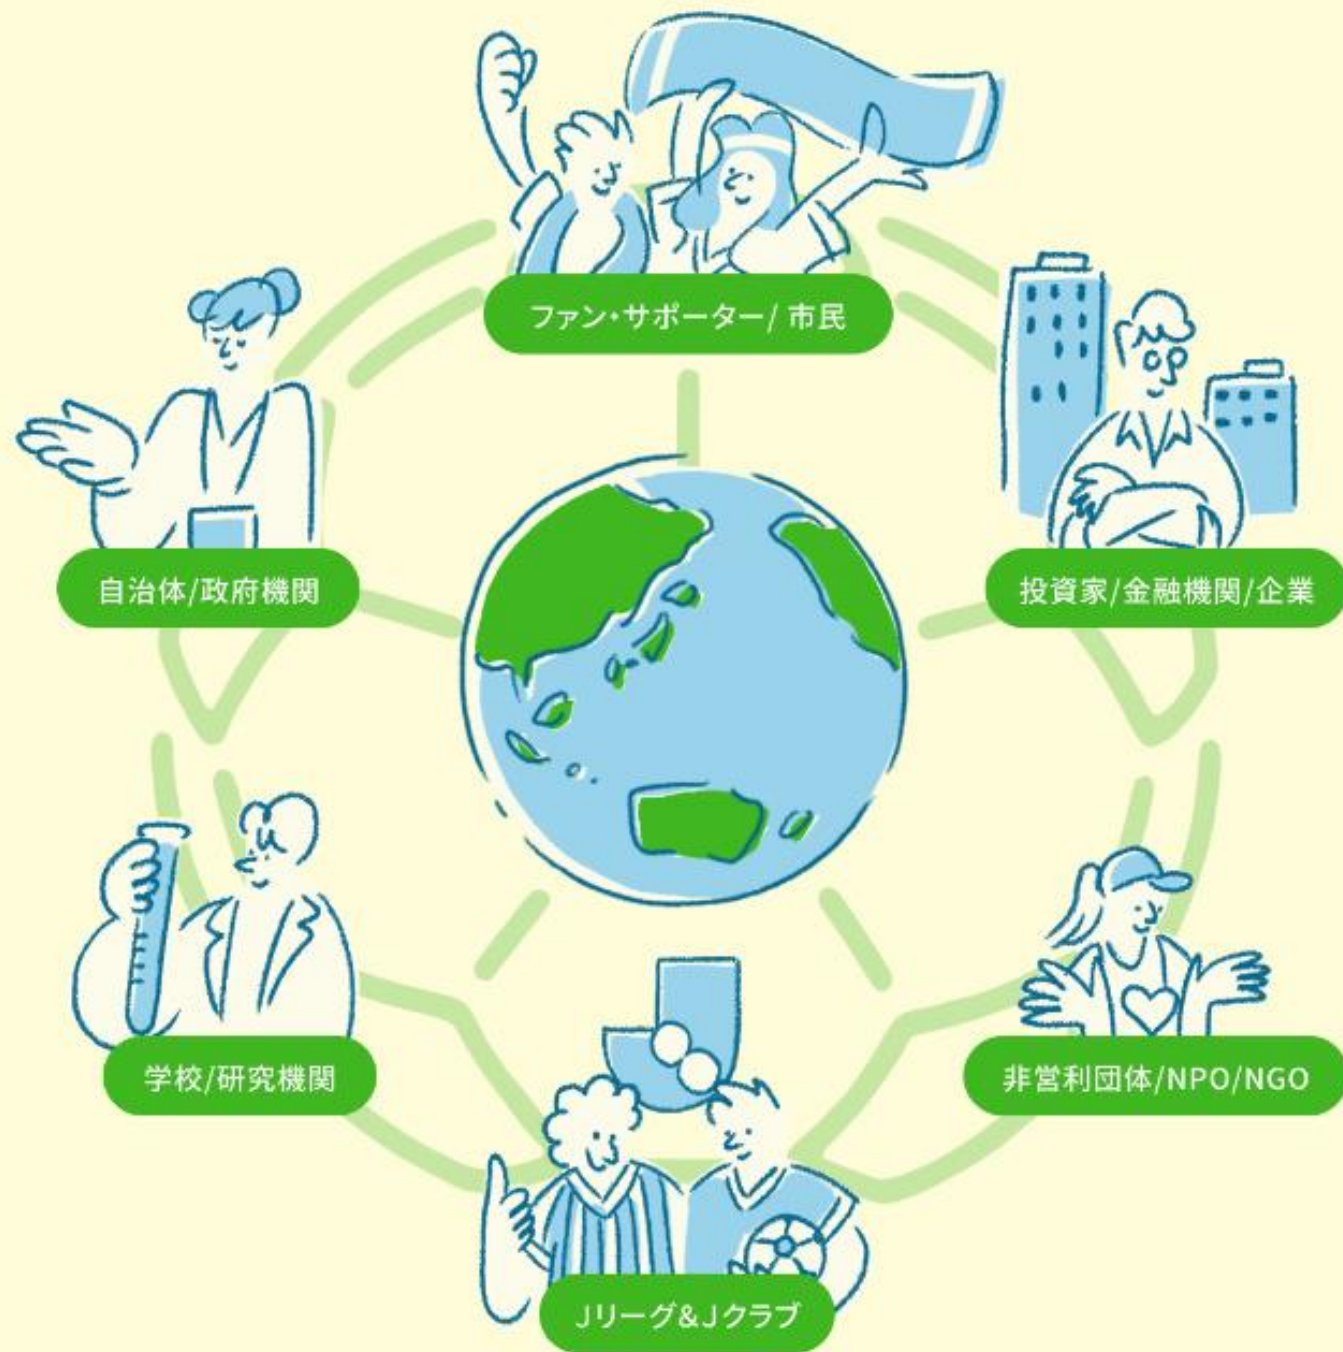 ファン・サポーター/ 市民
自治体/政府機関
投資家/金融機関/企業
学校/研究機関
非営利団体/NPO/NGO
Jリーグ&Jクラブ